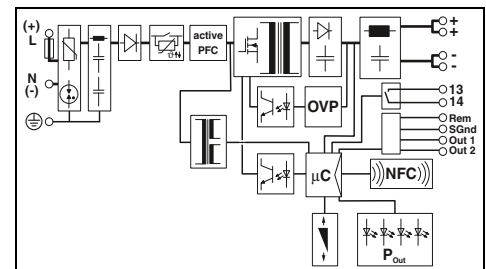 (+)
L
N
(-)
active
PFC
ϑ
OVP
μC
NFC
P Out
+
+
-
-
13
14
Rem
SGnd
Out 1
Out 2